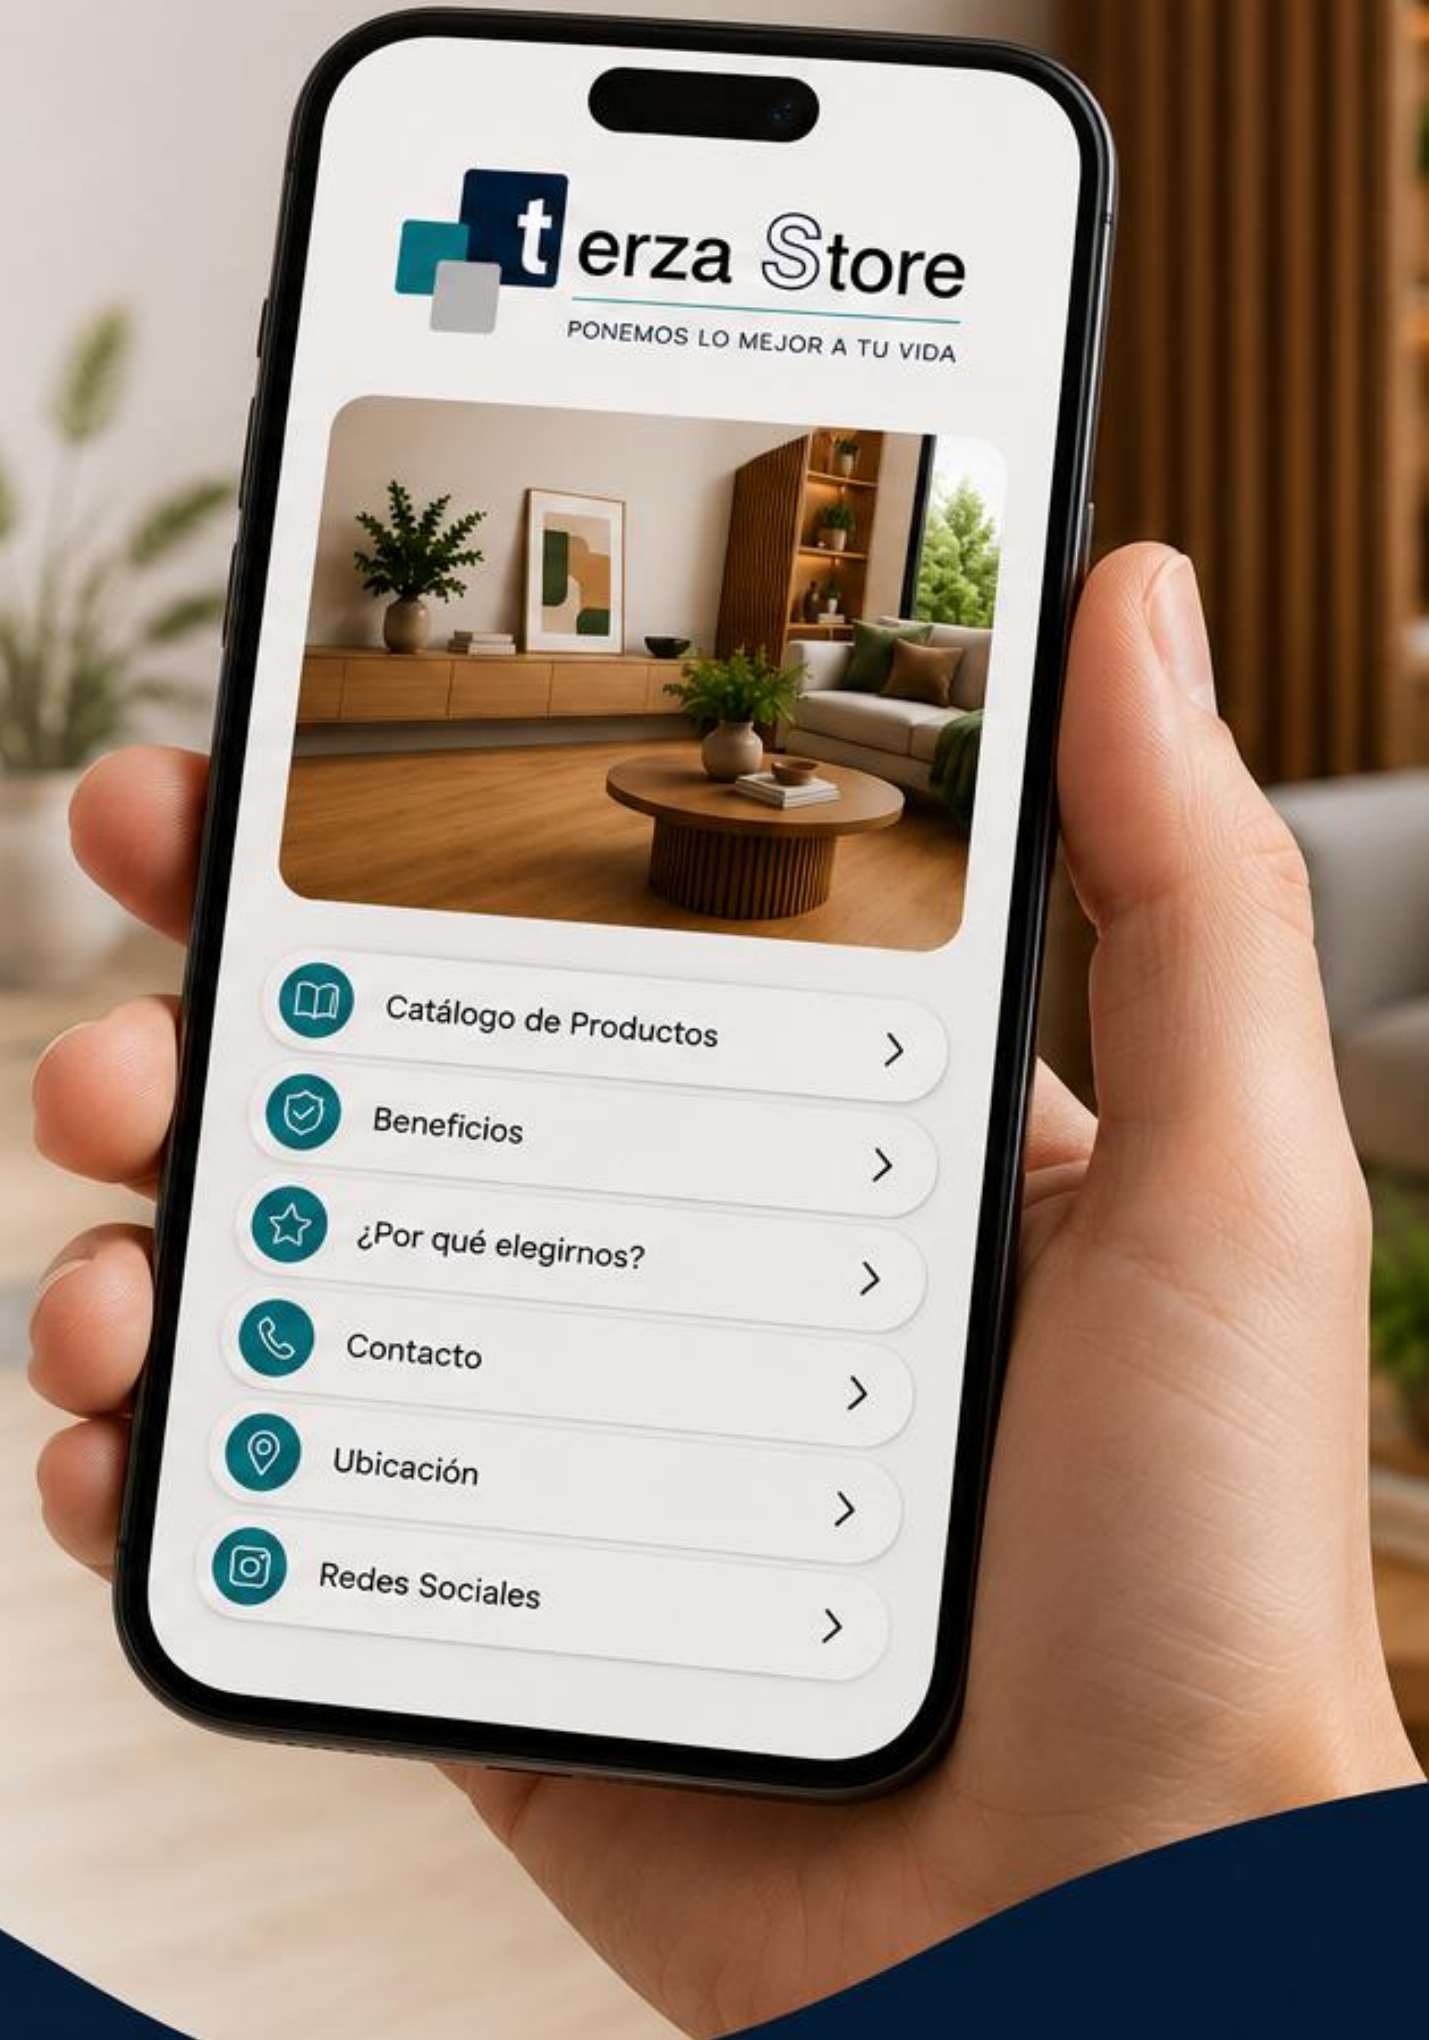 terza Store
PONEMOS LO MEJOR A TU VIDA
Catálogo de Productos
Beneficios
¿Por qué elegirnos?
Contacto
Ubicación
Redes Sociales